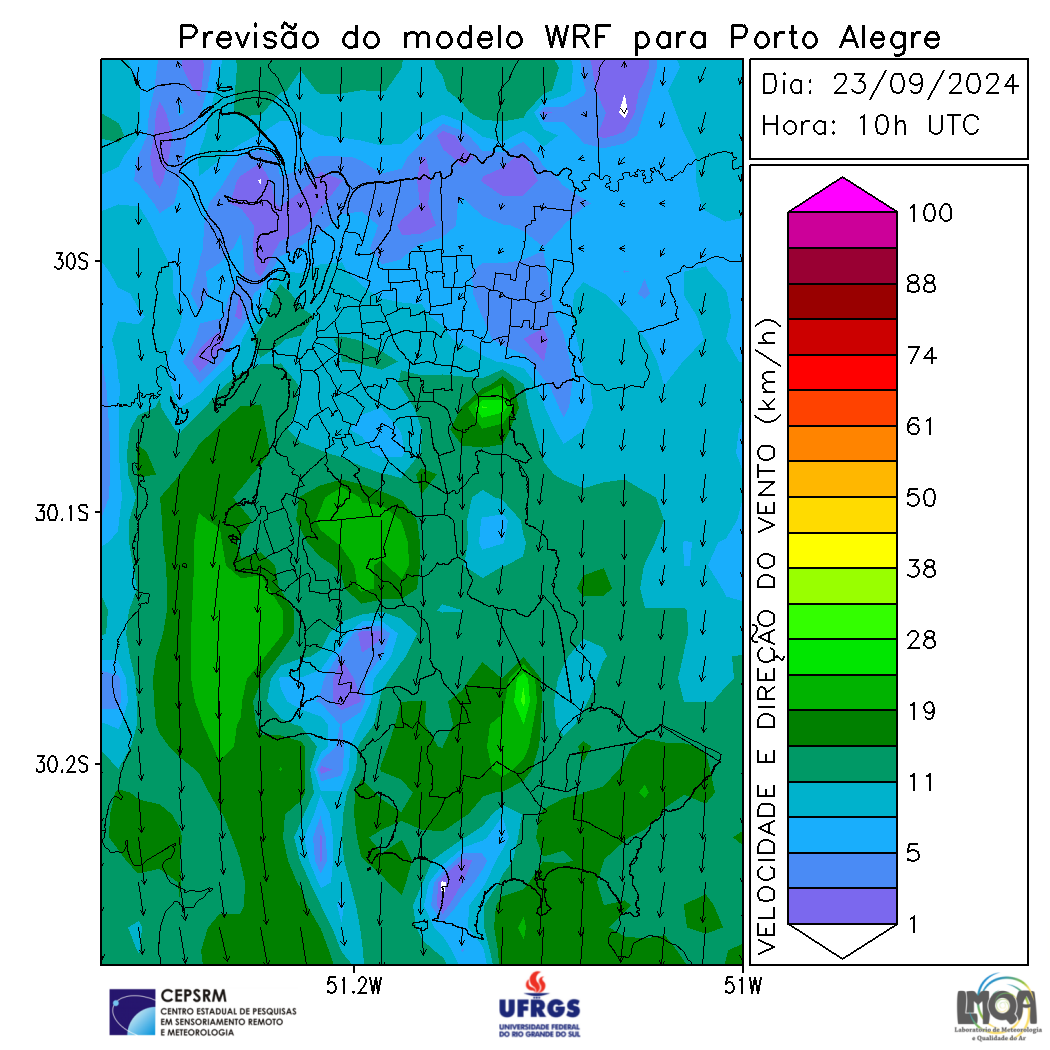 Previsão do modelo WRF para Porto Alegre
Dia: 23/09/2024
Hora: 10h UTC
30S
30.1S
30.2S
51.2W
51W
VELOCIDADE E DIREÇÃO DO VENTO (km/h)
100
88
74
61
50
38
28
19
11
5
1
CEPSRM
CENTRO ESTADUAL DE PESQUISAS
EM SENSORIAMENTO REMOTO
E METEOROLOGIA
UFRGS
UNIVERSIDADE FEDERAL
DO RIO GRANDE DO SUL
LMQA
Laboratório de Meteorologia
e Qualidade do Ar